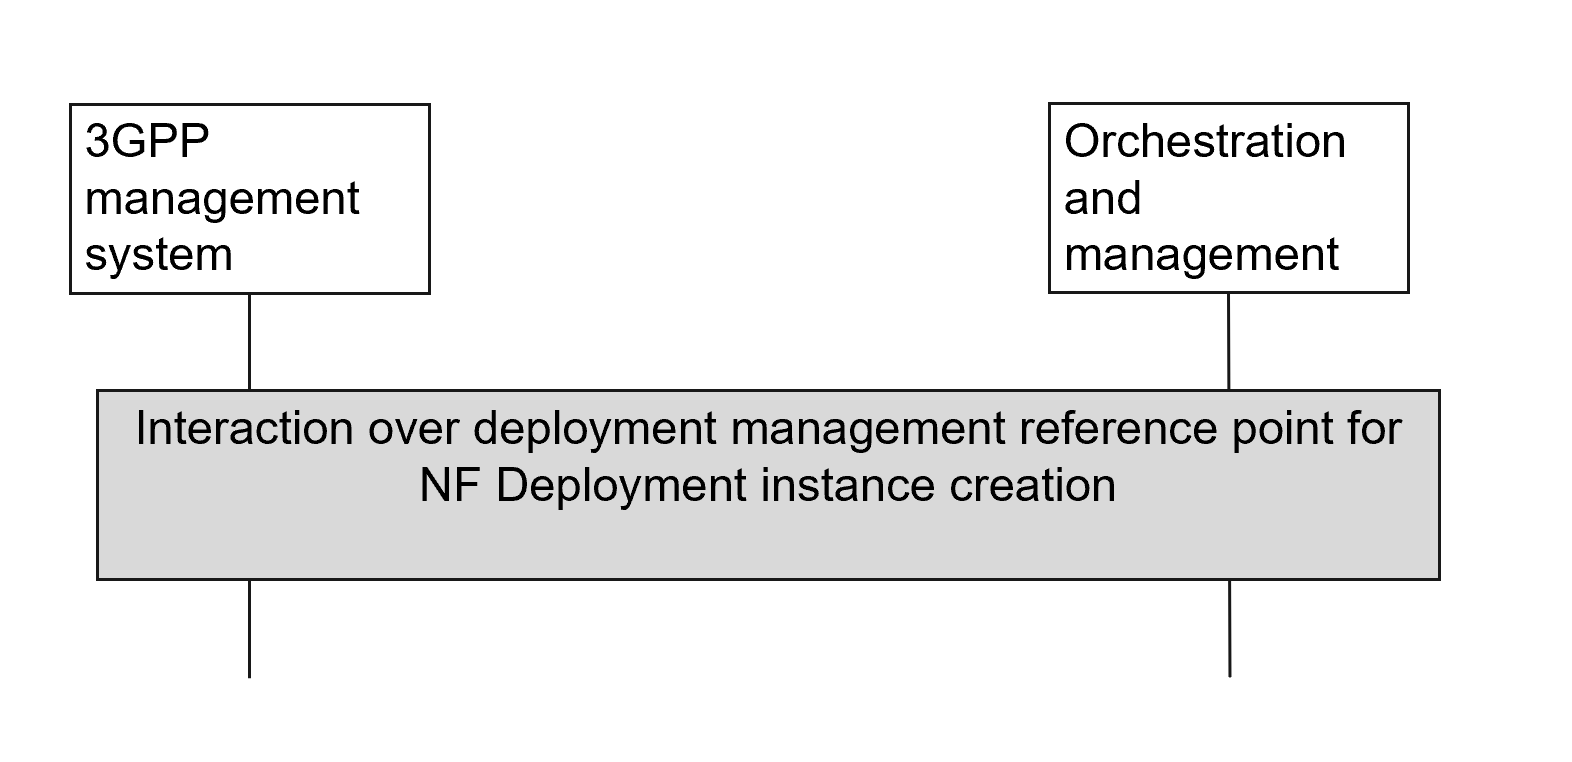 3GPP
management
system
Orchestration
and
management
Interaction over deployment management reference point for
NF Deployment instance creation